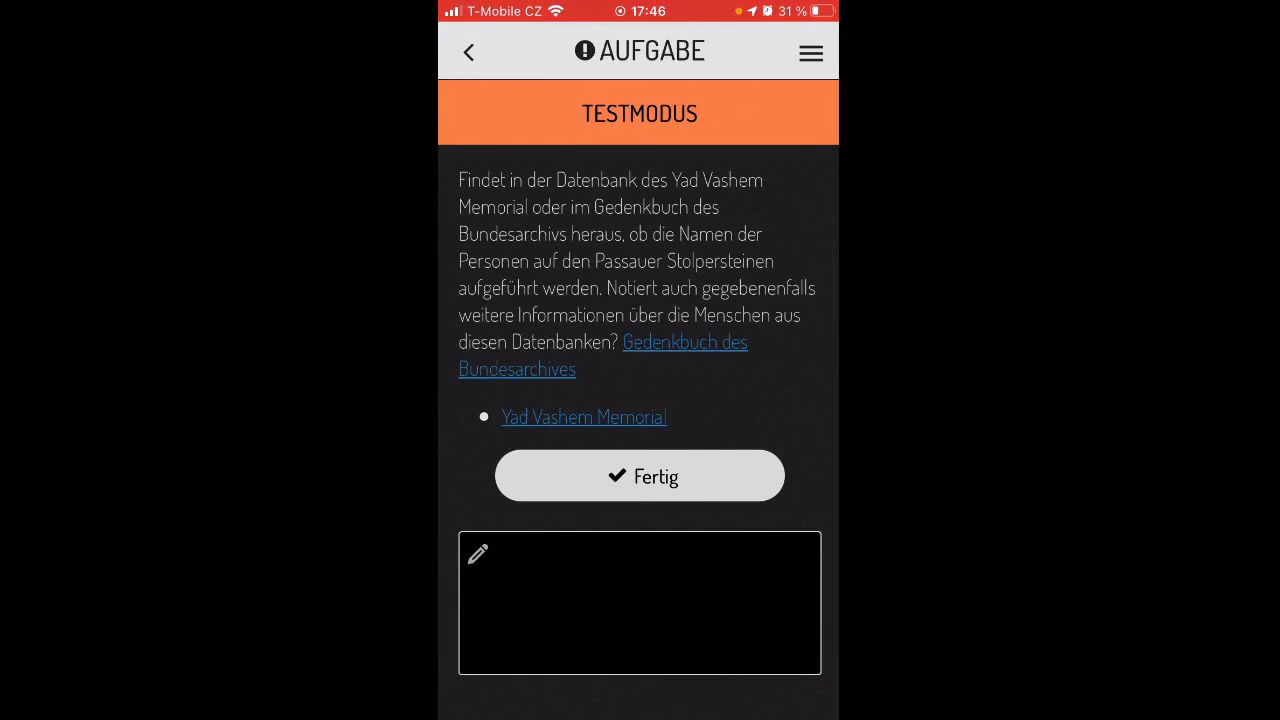 T-Mobile CZ 17:46 31 %
AUFGABE
TESTMODUS
Findet in der Datenbank des Yad Vashem
Memorial oder im Gedenkbuch des
Bundesarchivs heraus, ob die Namen der
Personen auf den Passauer Stolpersteinen
aufgeführt werden. Notiert auch gegebenenfalls
weitere Informationen über die Menschen aus
diesen Datenbanken? Gedenkbuch des
Bundesarchives
Yad Vashem Memorial
Fertig